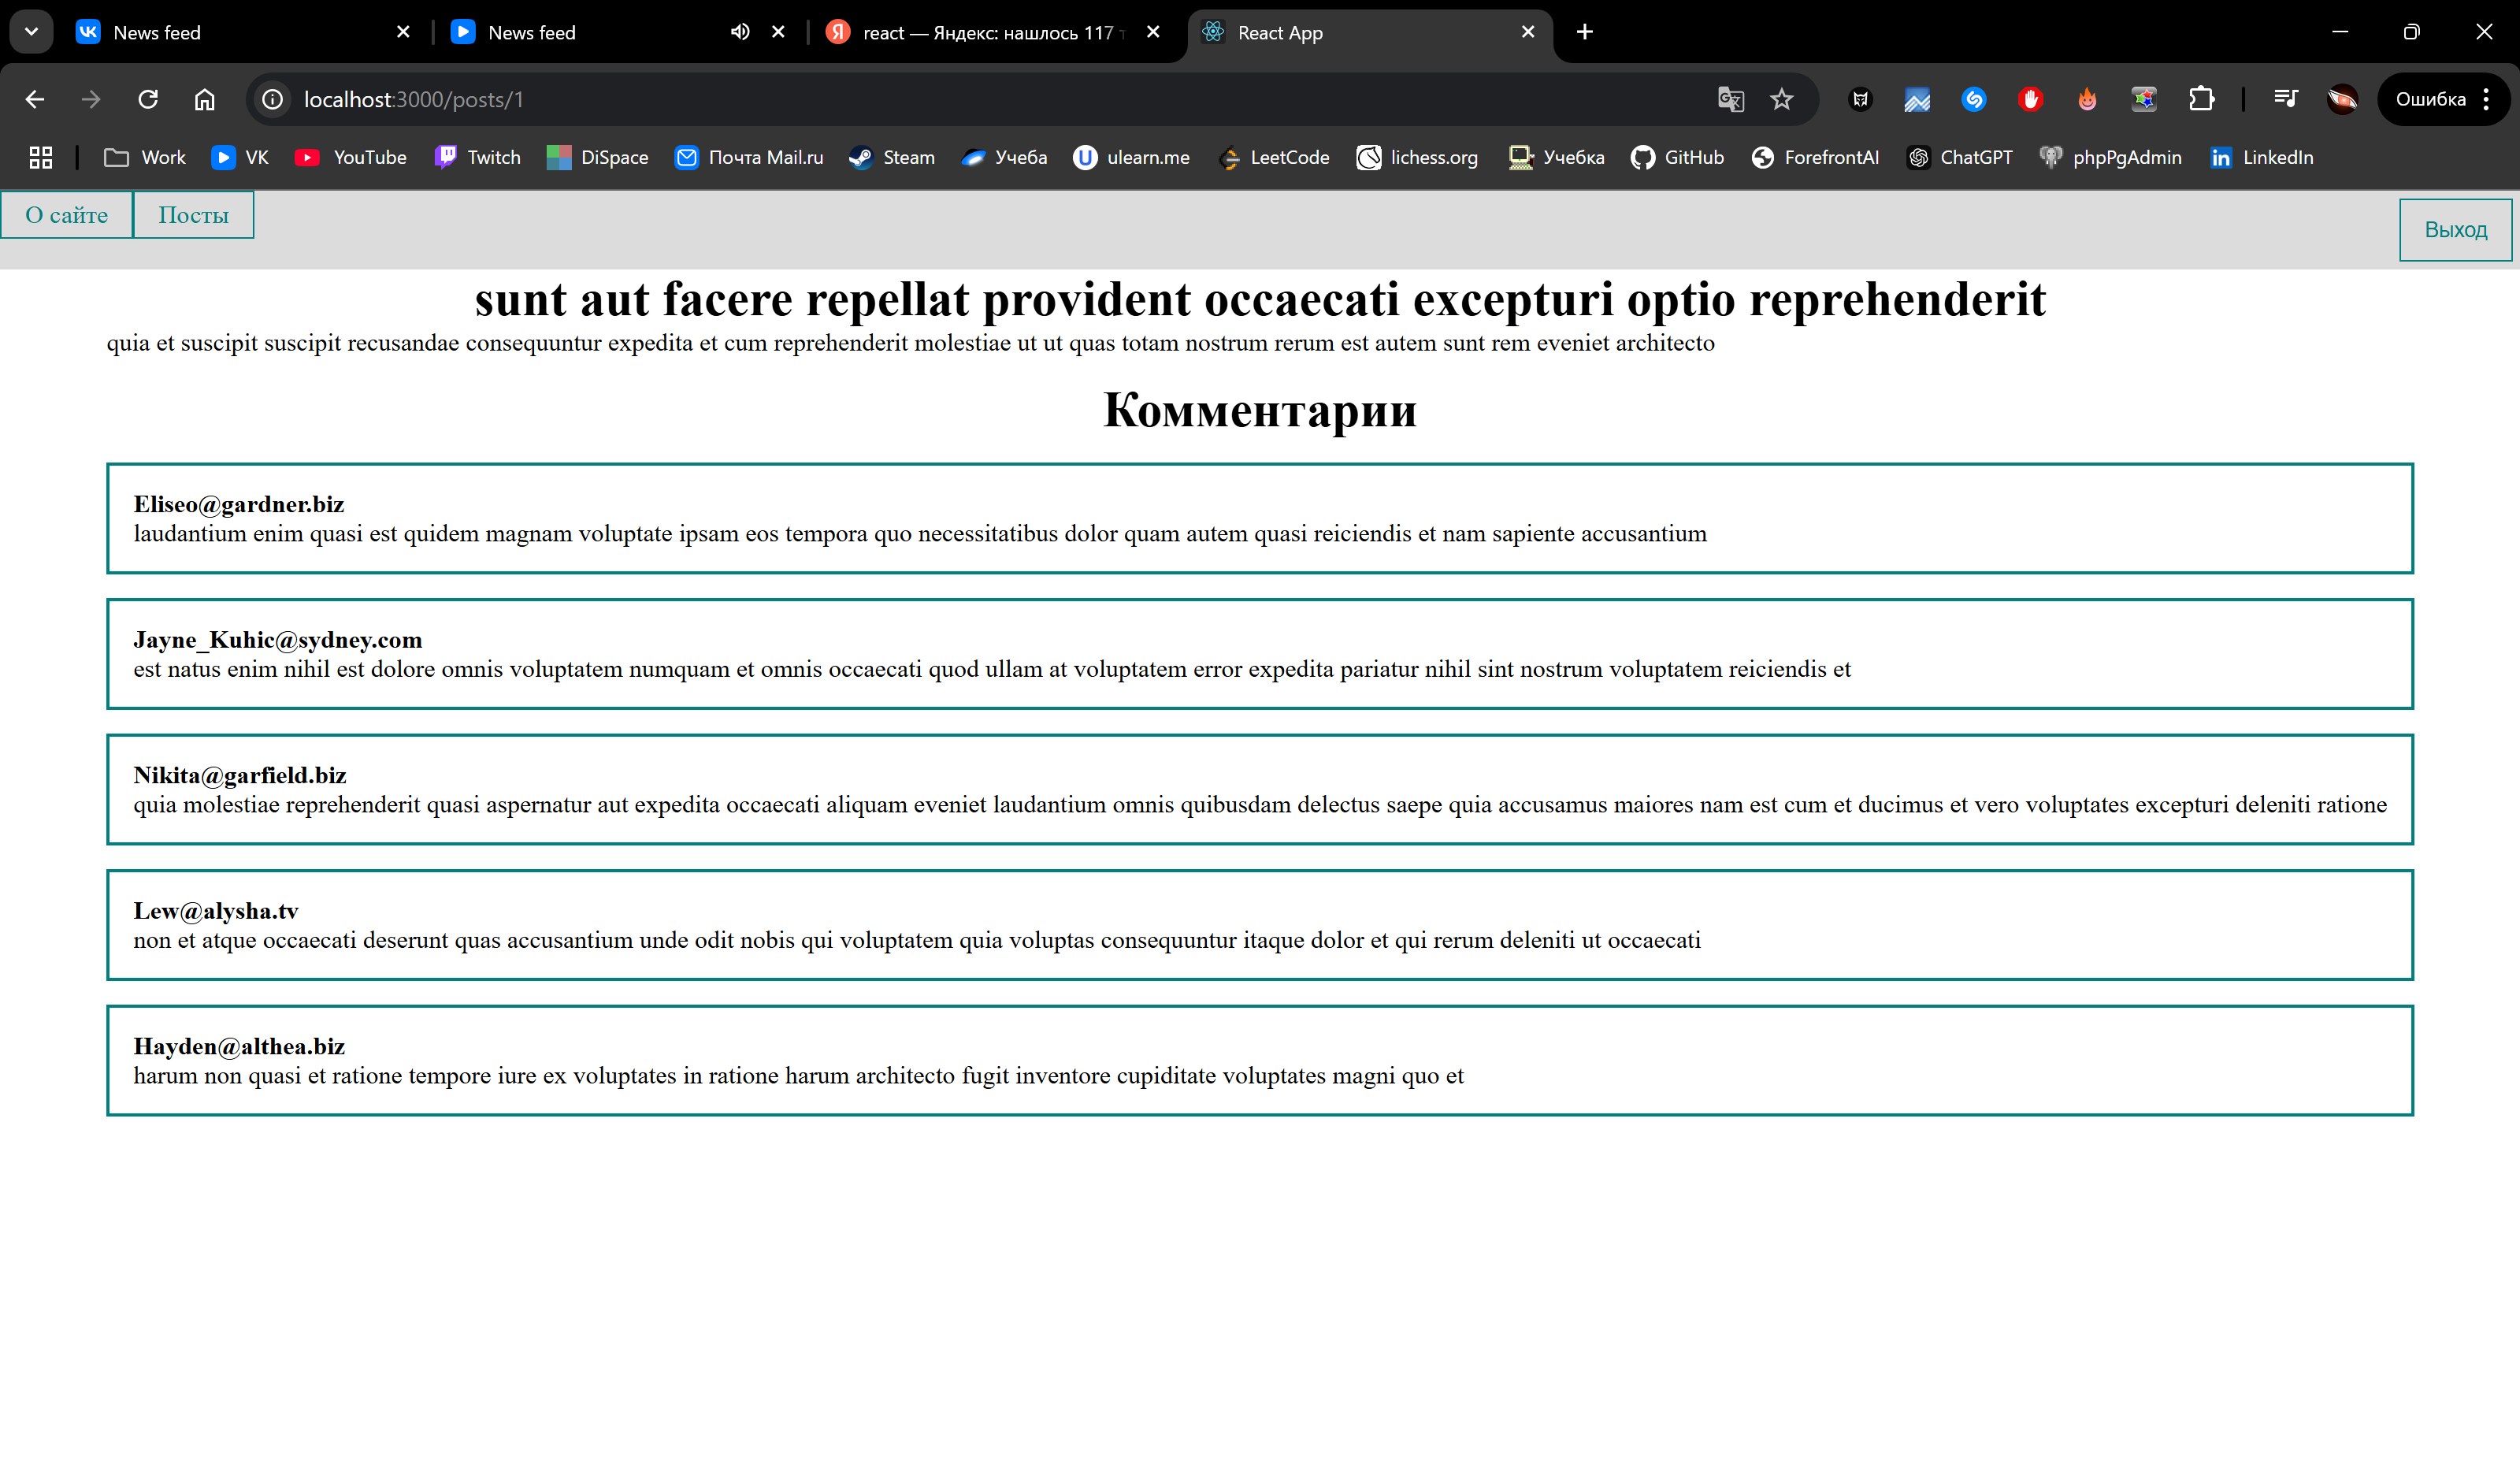 News feed
News feed
react — Яндекс: нашлось 117
React App
localhost:3000/posts/1
Ошибка
Work
VK
YouTube
Twitch
DiSpace
Почта Mail.ru
Steam
Учеба
ulearn.me
LeetCode
lichess.org
Учебка
GitHub
ForefrontAI
ChatGPT
phpPgAdmin
LinkedIn
О сайте
Посты
Выход
sunt aut facere repellat provident occaecati excepturi optio reprehenderit
quia et suscipit suscipit recusandae consequuntur expedita et cum reprehenderit molestiae ut ut quas totam nostrum rerum est autem sunt rem eveniet architecto
Комментарии
Eliseo@gardner.biz
laudantium enim quasi est quidem magnam voluptate ipsam eos tempora quo necessitatibus dolor quam autem quasi reiciendis et nam sapiente accusantium
Jayne_Kuhic@sydney.com
est natus enim nihil est dolore omnis voluptatem numquam et omnis occaecati quod ullam at voluptatem error expedita pariatur nihil sint nostrum voluptatem reiciendis et
Nikita@garfield.biz
quia molestiae reprehenderit quasi aspernatur aut expedita occaecati aliquam eveniet laudantium omnis quibusdam delectus saepe quia accusamus maiores nam est cum et ducimus et vero voluptates excepturi deleniti ratione
Lew@alysha.tv
non et atque occaecati deserunt quas accusantium unde odit nobis qui voluptatem quia voluptas consequuntur itaque dolor et qui rerum deleniti ut occaecati
Hayden@althea.biz
harum non quasi et ratione tempore iure ex voluptates in ratione harum architecto fugit inventore cupiditate voluptates magni quo et